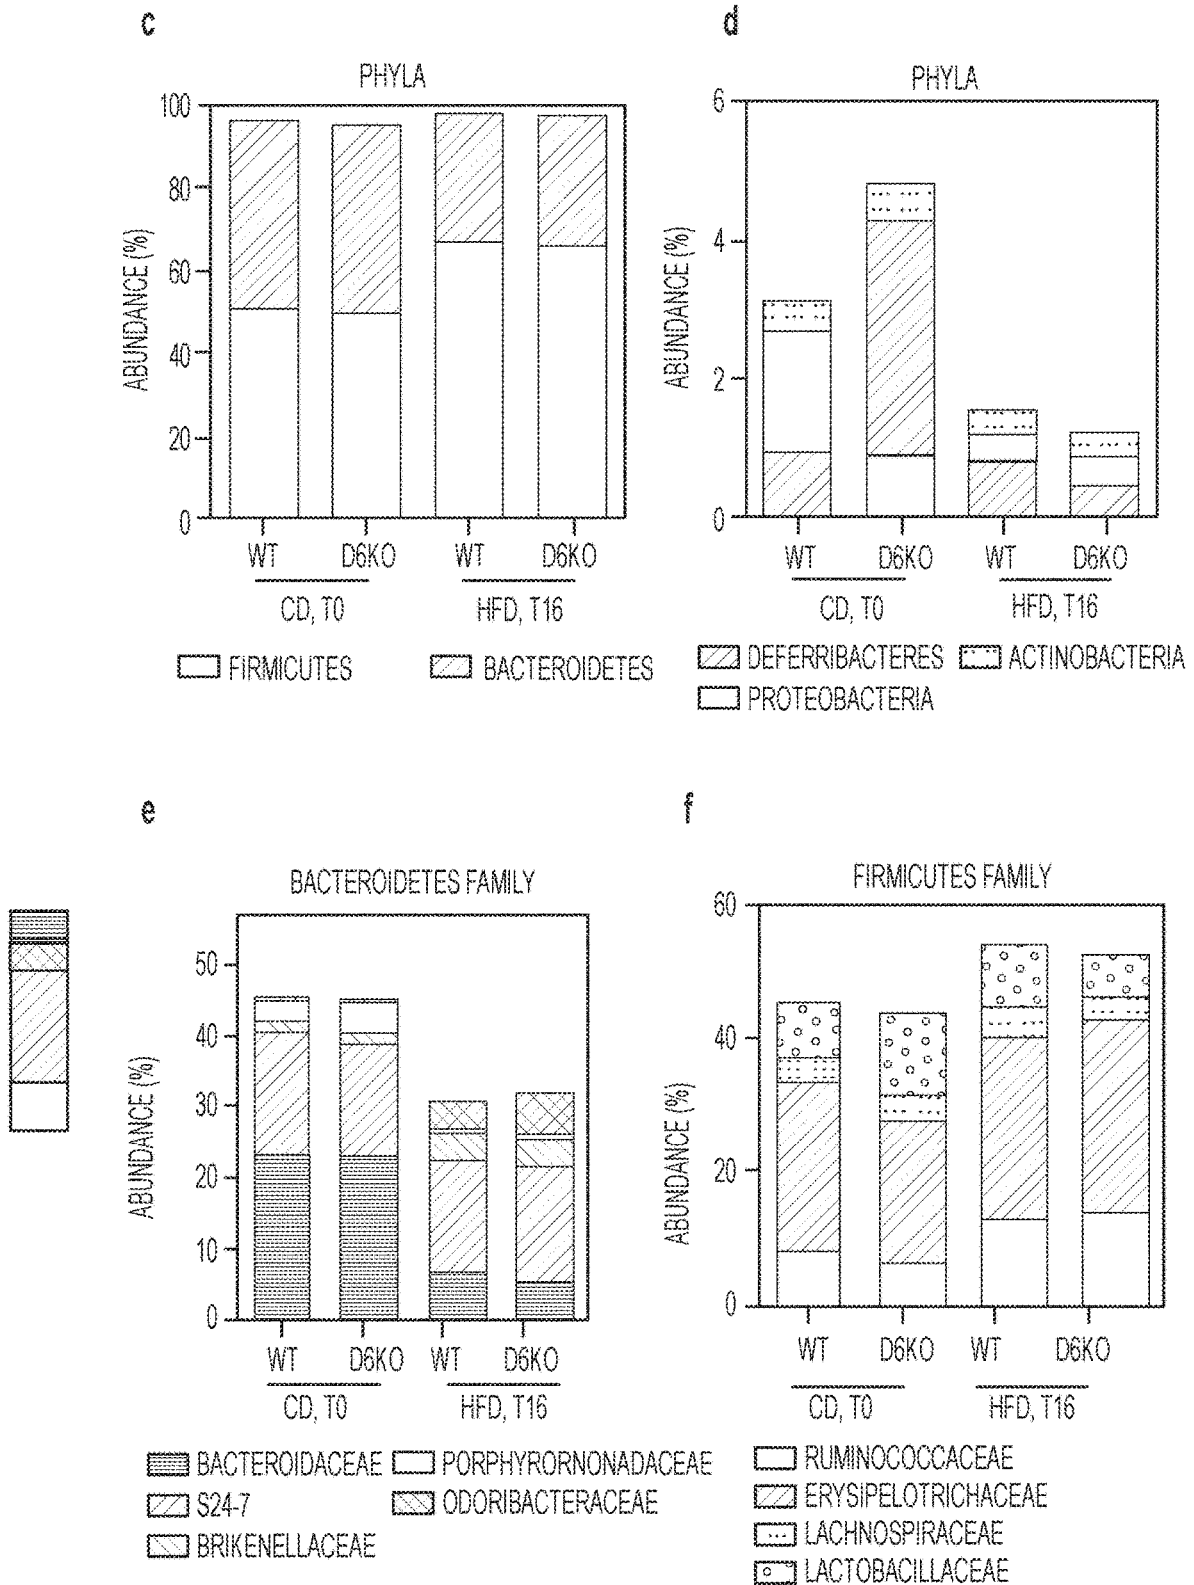 c
PHYLA
100
80
60
40
20
0
ABUNDANCE (%)
WT
D6KO
WT
D6KO
CD, T0
HFD, T16
FIRMICUTES
BACTEROIDETES
d
PHYLA
6
4
2
0
ABUNDANCE (%)
WT
D6KO
WT
D6KO
CD, T0
HFD, T16
DEFERRIBACTERES
ACTINOBACTERIA
PROTEOBACTERIA
e
BACTEROIDETES FAMILY
50
40
30
20
10
0
ABUNDANCE (%)
WT
D6KO
WT
D6KO
CD, T0
HFD, T16
BACTEROIDACEAE
PORPHYRORNONADACEAE
S24-7
ODORIBACTERACEAE
BRIKENELLACEAE
f
FIRMICUTES FAMILY
60
40
20
0
ABUNDANCE (%)
WT
D6KO
WT
D6KO
CD, T0
HFD, T16
RUMINOCOCCACEAE
ERYSIPELOTRICHACEAE
LACHNOSPIRACEAE
LACTOBACILLACEAE